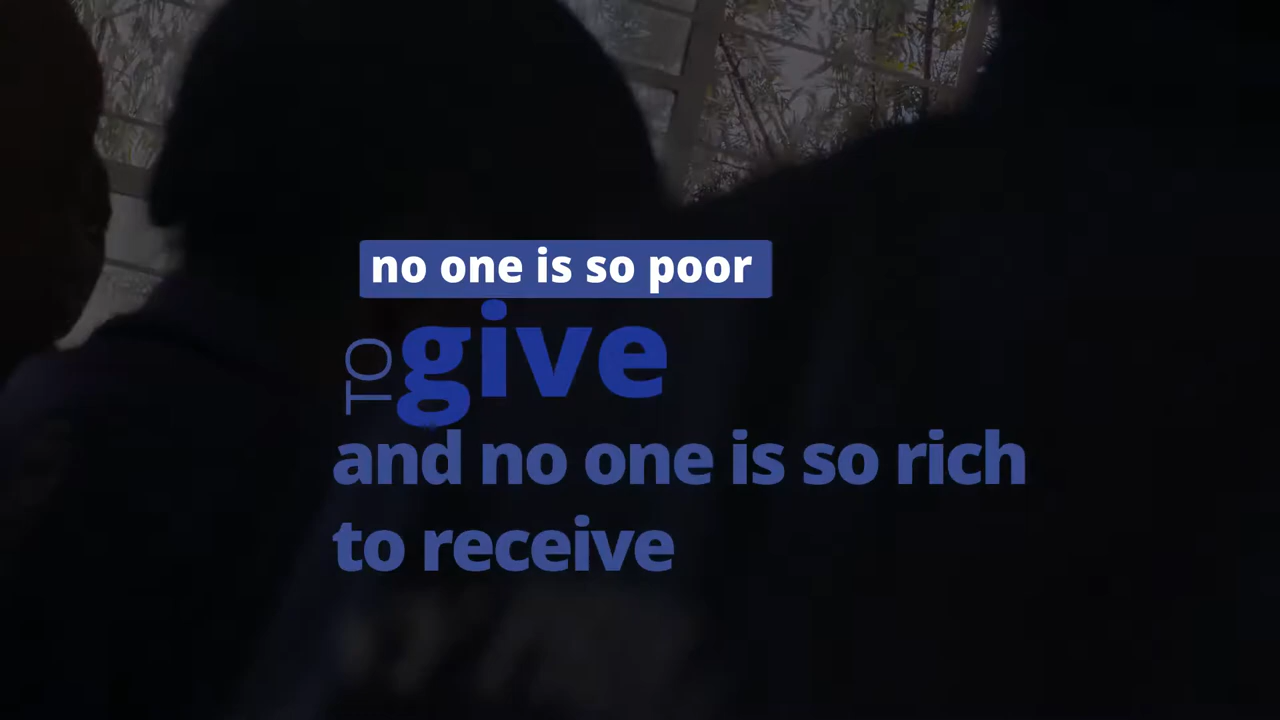 no one is so poor
TO give
and no one is so rich
to receive